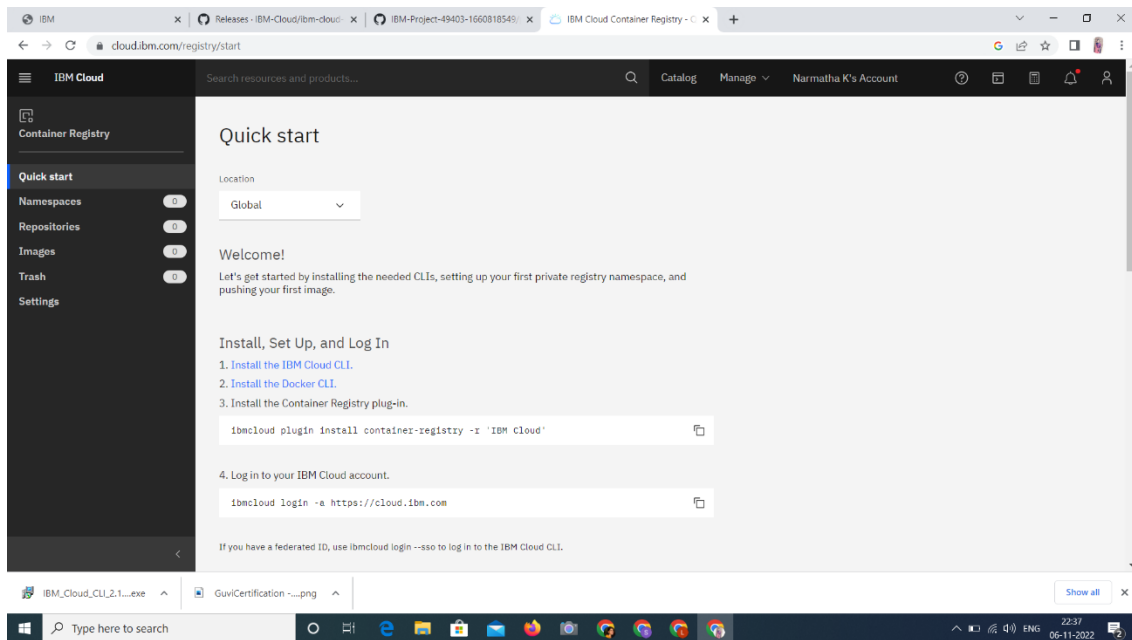 IBM
Releases · IBM-Cloud/ibm-cloud-
IBM-Project-49403-1660818549/
IBM Cloud Container Registry - C
cloud.ibm.com/registry/start
IBM Cloud
Search resources and products...
Catalog
Manage
Narmatha K's Account
Container Registry
Quick start
Namespaces
0
Repositories
0
Images
0
Trash
0
Settings
Quick start
Location
Global
Welcome!
Let's get started by installing the needed CLIs, setting up your first private registry namespace, and
pushing your first image.
Install, Set Up, and Log In
1. Install the IBM Cloud CLI.
2. Install the Docker CLI.
3. Install the Container Registry plug-in.
ibmcloud plugin install container-registry -r 'IBM Cloud'
4. Log in to your IBM Cloud account.
ibmcloud login -a https://cloud.ibm.com
If you have a federated ID, use ibmcloud login --sso to log in to the IBM Cloud CLI.
IBM_Cloud_CLI_2.1....exe
GuviCertification -....png
Show all
Type here to search
ENG
22:37
06-11-2022
2